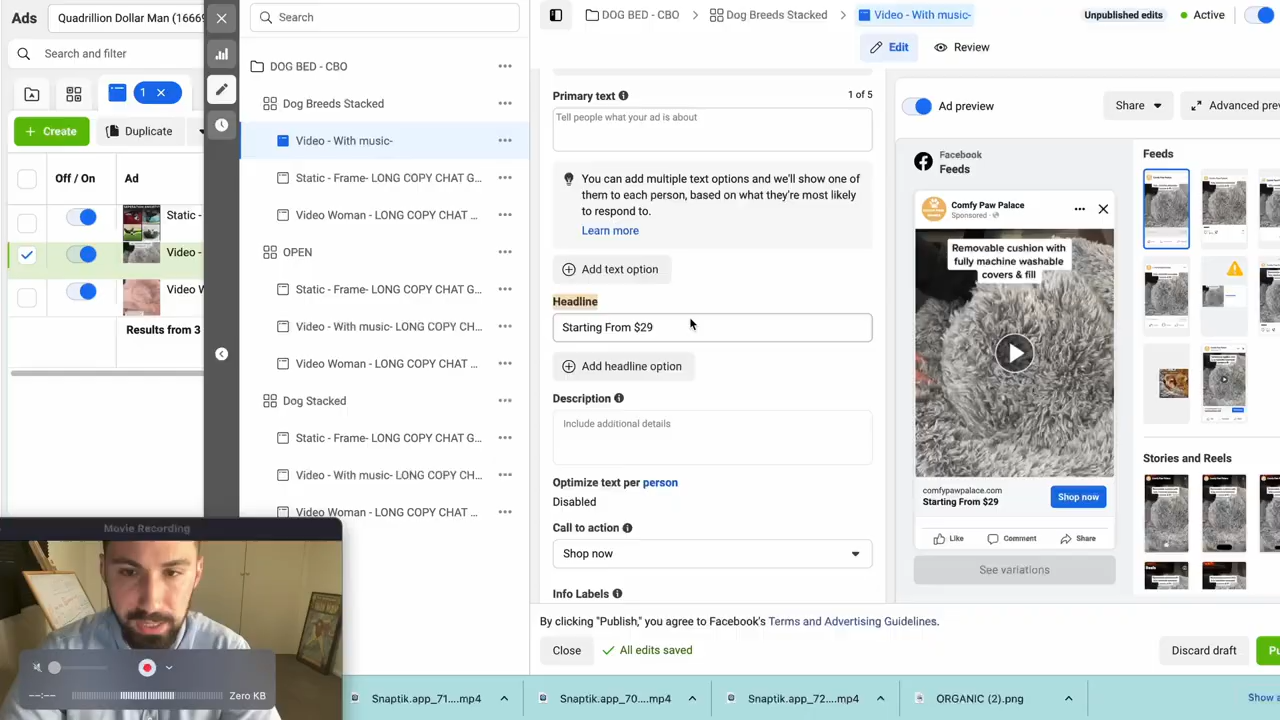 Ads
Quadrillion Dollar Man (1666
Search and filter
1
Create
Duplicate
Off / On
Ad
Static -
Video -
Video W
Results from 3
Search
DOG BED - CBO
Dog Breeds Stacked
Video - With music-
Static - Frame- LONG COPY CHAT G...
Video Woman - LONG COPY CHAT ...
OPEN
Static - Frame- LONG COPY CHAT G...
Video - With music- LONG COPY CH...
Video Woman - LONG COPY CHAT ...
Dog Stacked
Static - Frame- LONG COPY CHAT G...
Video - With music- LONG COPY CH...
Video Woman - LONG COPY CHAT ...
DOG BED - CBO
Dog Breeds Stacked
Video - With music-
Unpublished edits
Active
Edit
Review
Primary text
1 of 5
Tell people what your ad is about
You can add multiple text options and we'll show one of
them to each person, based on what they're most likely
to respond to.
Learn more
Add text option
Headline
Starting From $29
Add headline option
Description
Include additional details
Optimize text per person
Disabled
Call to action
Shop now
Info Labels
By clicking "Publish," you agree to Facebook's Terms and Advertising Guidelines.
Close
All edits saved
Discard draft
Pu
Ad preview
Share
Advanced pre
Facebook
Feeds
Comfy Paw Palace
Sponsored
Removable cushion with
fully machine washable
covers & fill
comfypawpalace.com
Starting From $29
Shop now
Like
Comment
Share
See variations
Feeds
Stories and Reels
Movie Recording
--:--
Zero KB
Snaptik.app_71....mp4
Snaptik.app_70....mp4
Snaptik.app_72....mp4
ORGANIC (2).png
Show a